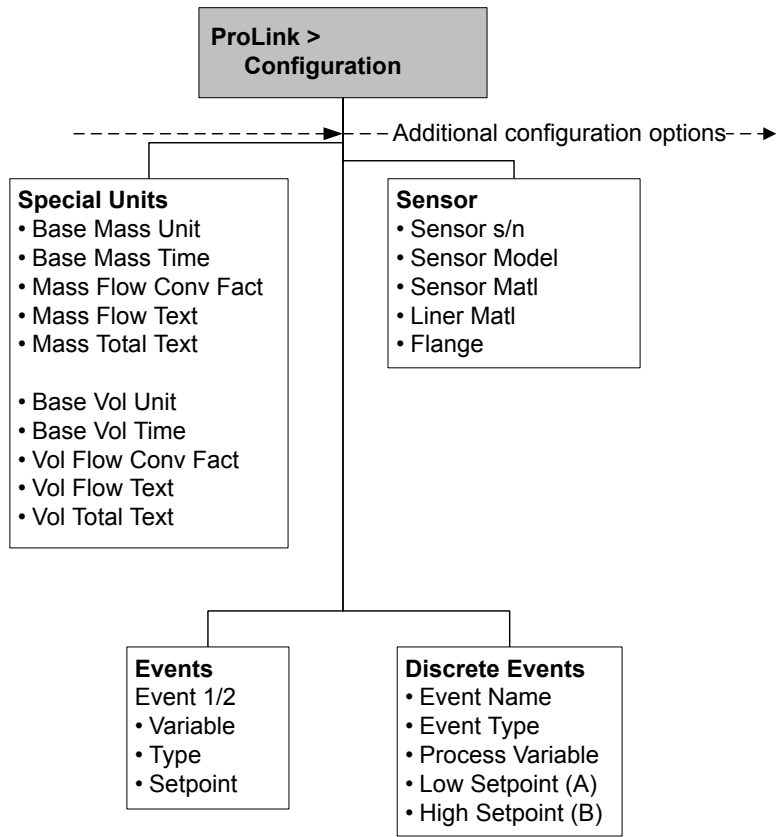 ProLink >
Configuration
Additional configuration options
Special Units
• Base Mass Unit
• Base Mass Time
• Mass Flow Conv Fact
• Mass Flow Text
• Mass Total Text
• Base Vol Unit
• Base Vol Time
• Vol Flow Conv Fact
• Vol Flow Text
• Vol Total Text
Sensor
• Sensor s/n
• Sensor Model
• Sensor Matl
• Liner Matl
• Flange
Events
Event 1/2
• Variable
• Type
• Setpoint
Discrete Events
• Event Name
• Event Type
• Process Variable
• Low Setpoint (A)
• High Setpoint (B)